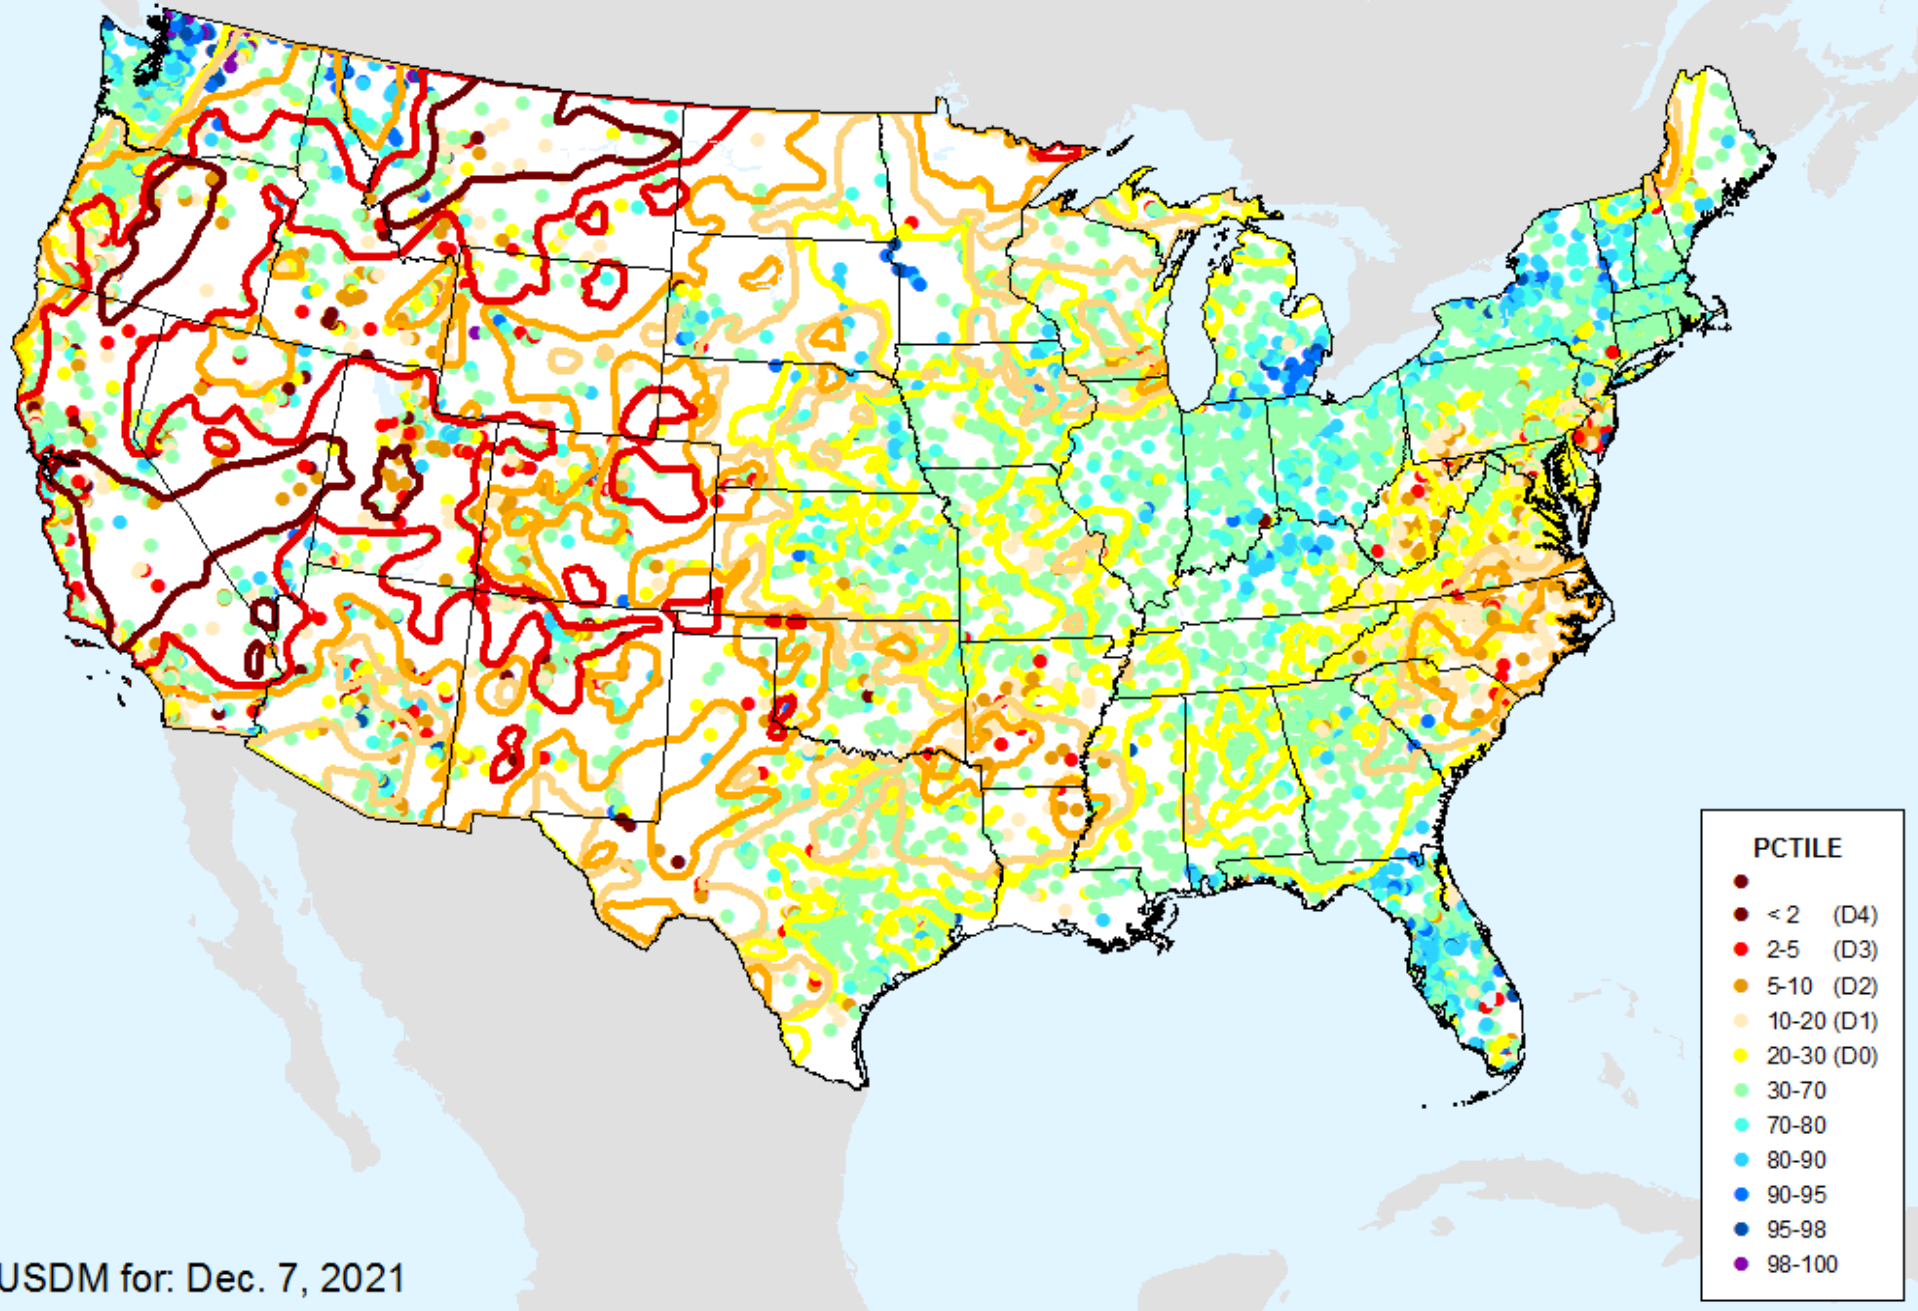 PCTILE
< 2 (D4)
2-5 (D3)
5-10 (D2)
10-20 (D1)
20-30 (D0)
30-70
70-80
80-90
90-95
95-98
98-100
USDM for: Dec. 7, 2021